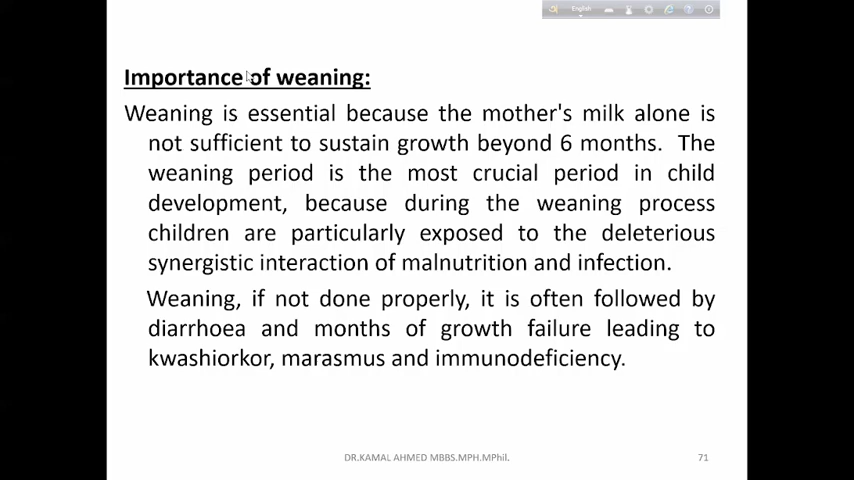 English
Importance of weaning:
Weaning is essential because the mother's milk alone is
not sufficient to sustain growth beyond 6 months. The
weaning period is the most crucial period in child
development, because during the weaning process
children are particularly exposed to the deleterious
synergistic interaction of malnutrition and infection.
Weaning, if not done properly, it is often followed by
diarrhoea and months of growth failure leading to
kwashiorkor, marasmus and immunodeficiency.
DR.KAMAL AHMED MBBS.MPH.MPhil.
71